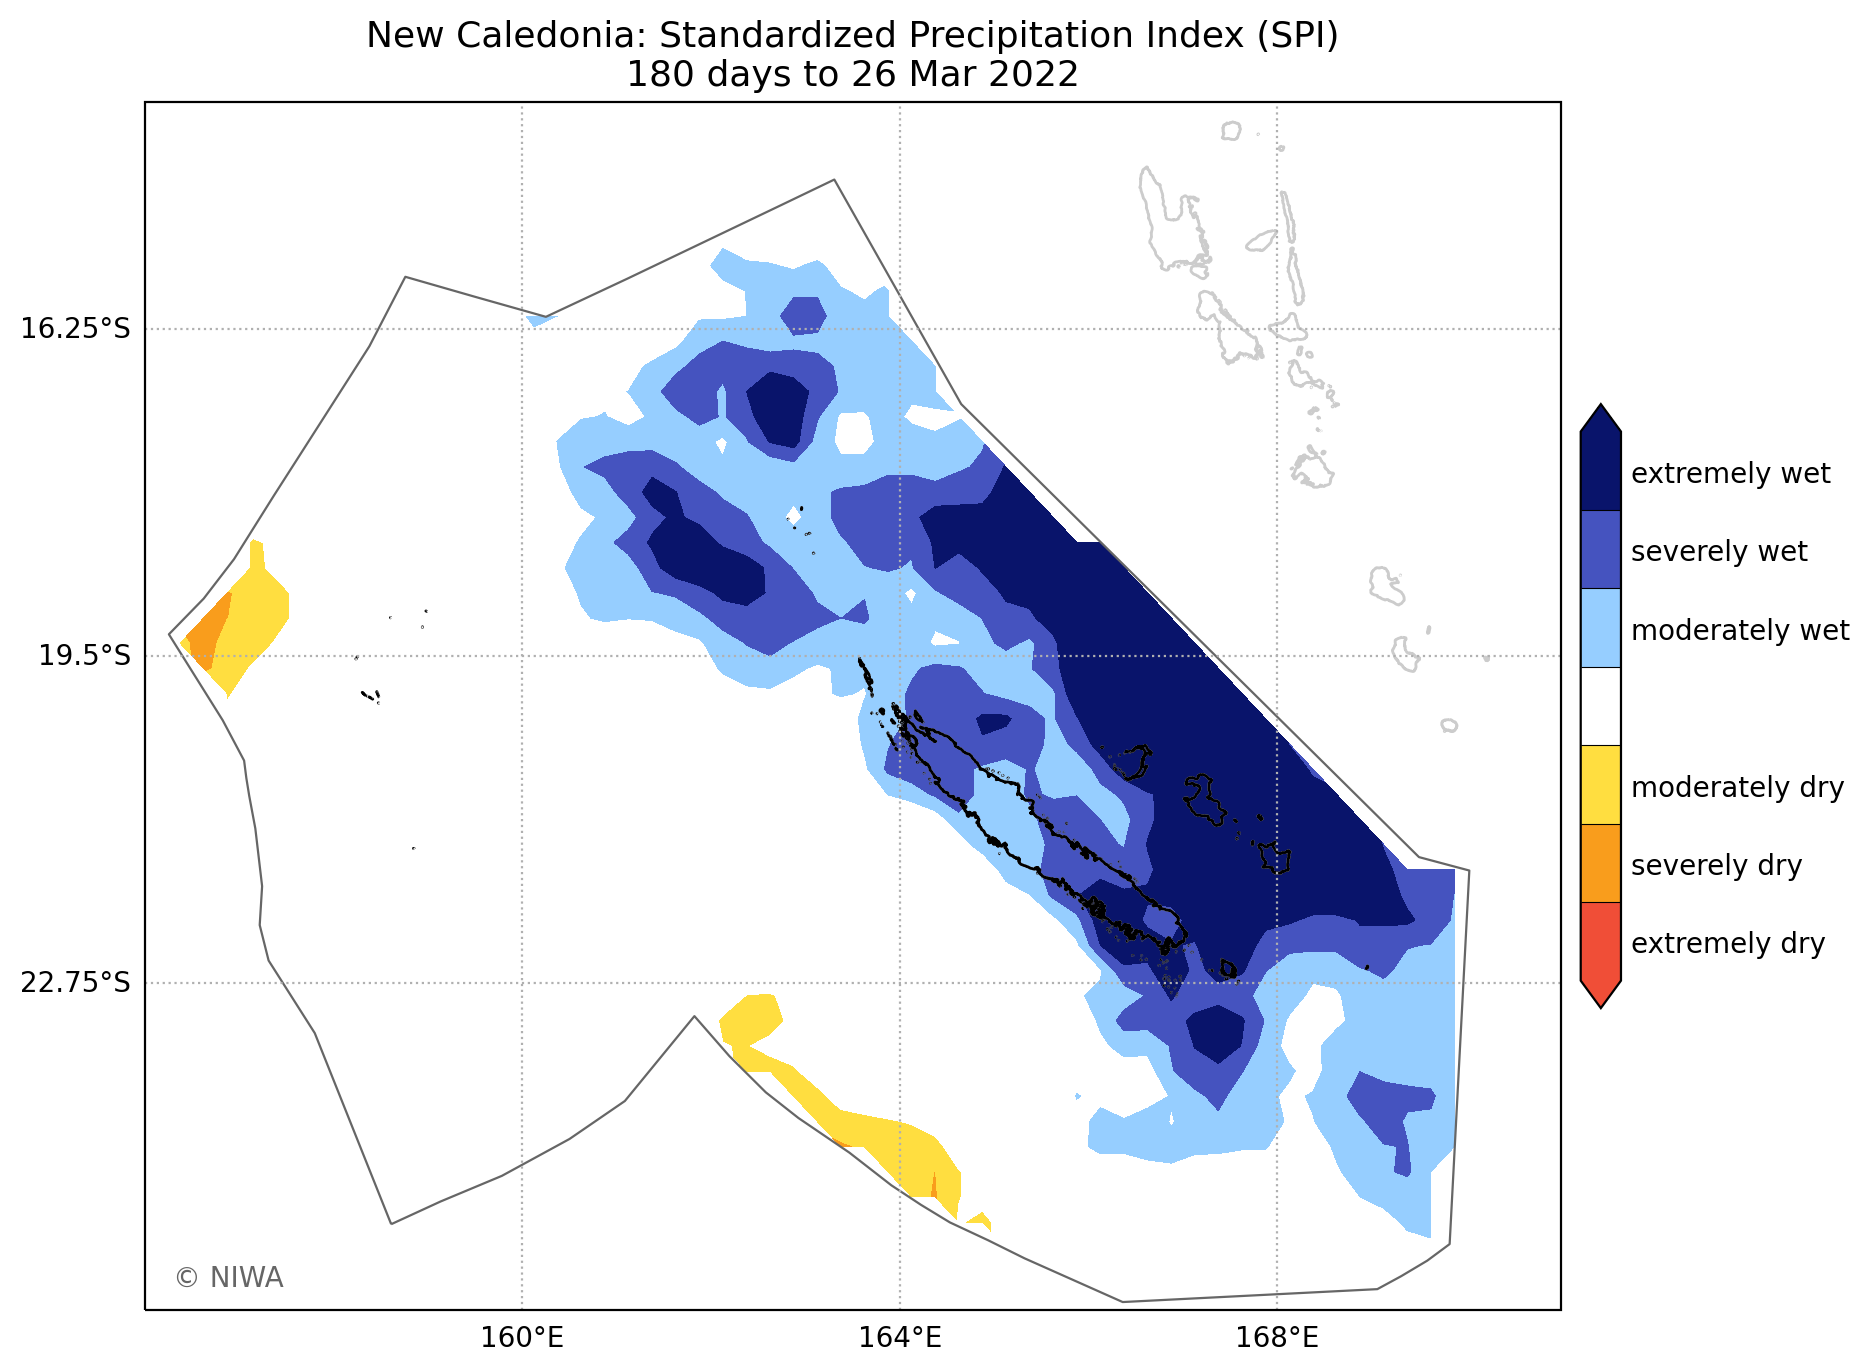 New Caledonia: Standardized Precipitation Index (SPI)
180 days to 26 Mar 2022
16.25°S
19.5°S
22.75°S
160°E
164°E
168°E
extremely wet
severely wet
moderately wet
moderately dry
severely dry
extremely dry
© NIWA